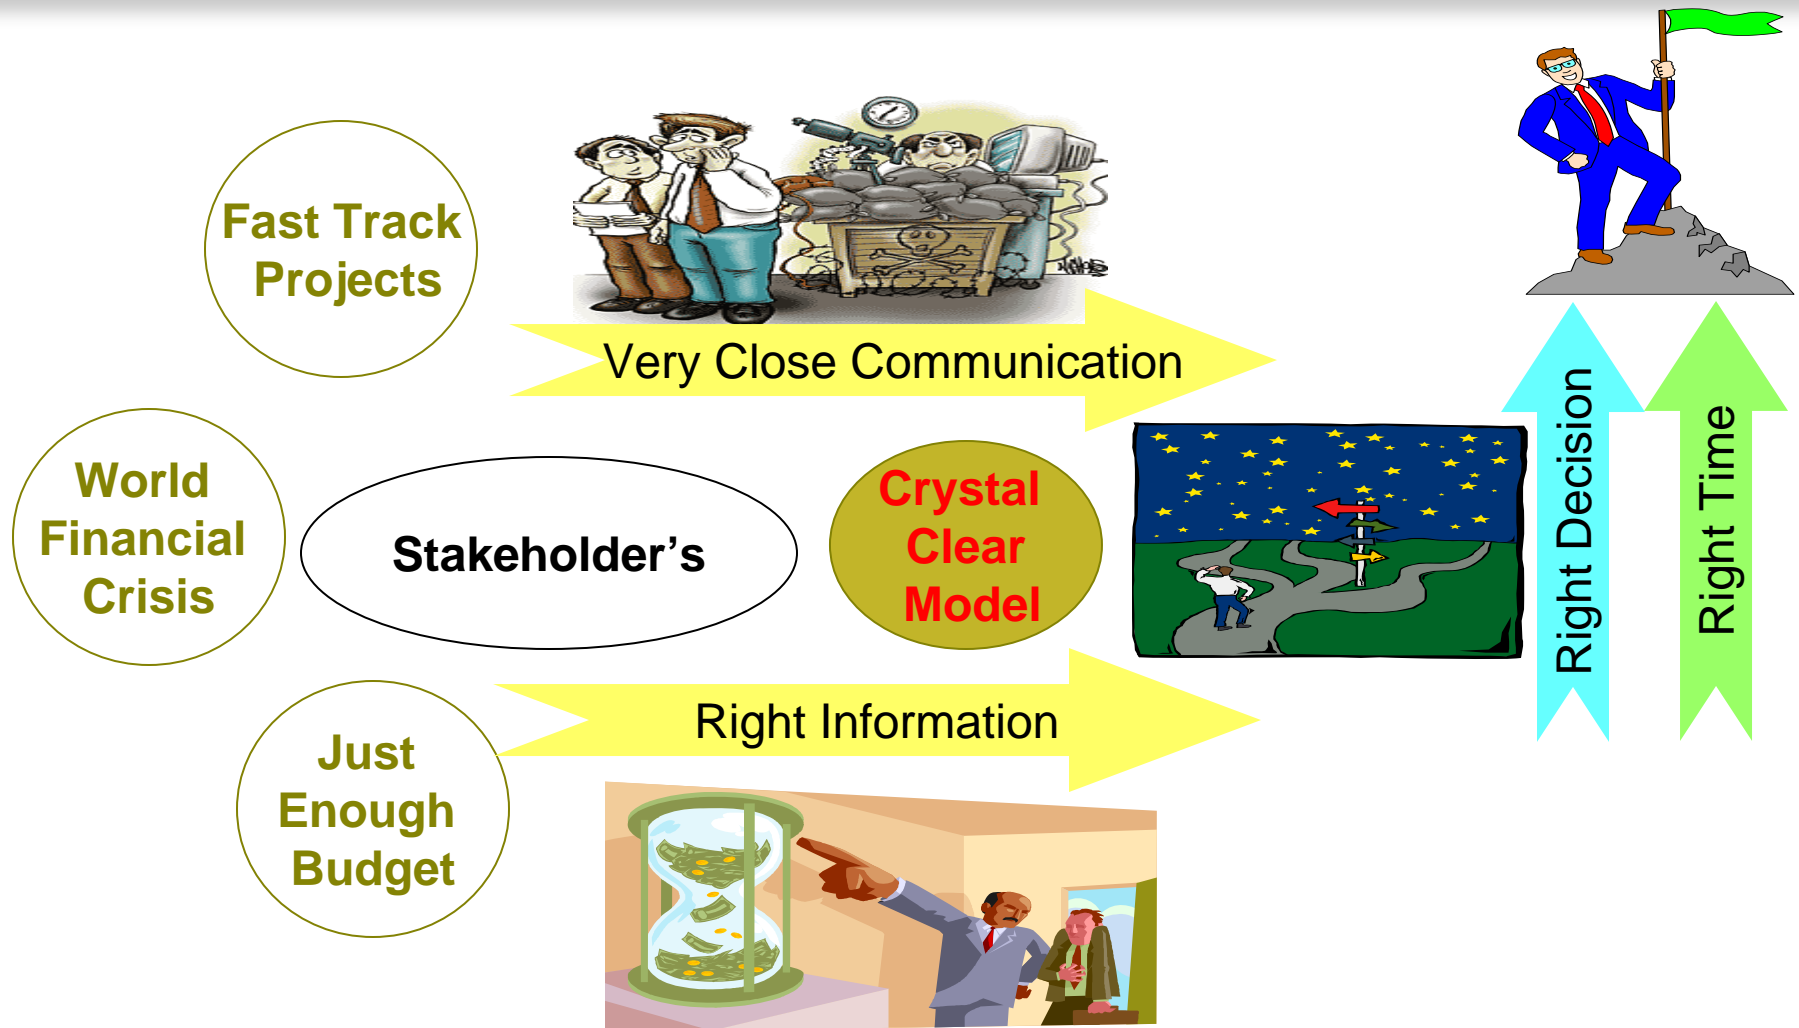 Fast Track
Projects
Very Close Communication
World
Financial
Crisis
Stakeholder’s
Crystal
Clear
Model
Right Decision
Right Time
Right Information
Just
Enough
Budget